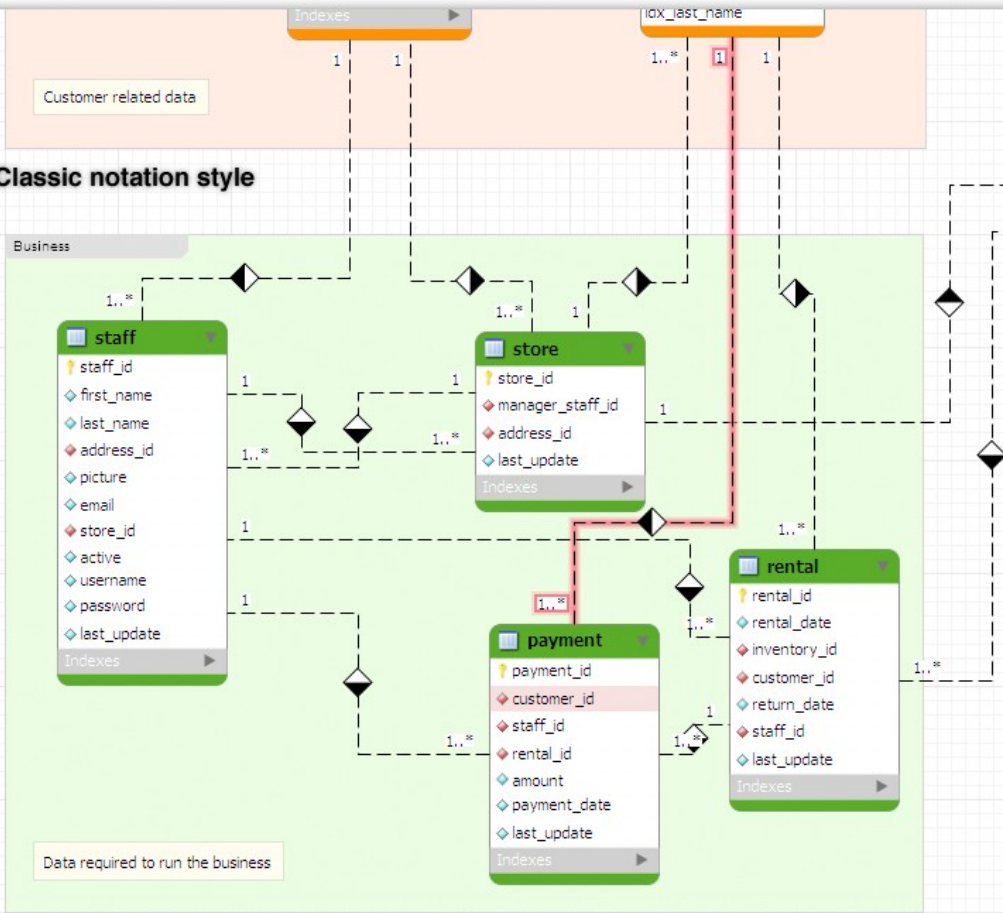 Indexes
idx_last_name
1
1
1..*
1
1
Customer related data
Classic notation style
Business
1..*
1..*
1
staff
staff_id
first_name
last_name
address_id
picture
email
store_id
active
username
password
last_update
Indexes
1
1..*
1
1
1
1..*
store
store_id
manager_staff_id
address_id
last_update
Indexes
1
1..*
1..*
1..*
payment
payment_id
customer_id
staff_id
rental_id
amount
payment_date
last_update
Indexes
1..*
1..*
1
1..*
rental
rental_id
rental_date
inventory_id
customer_id
return_date
staff_id
last_update
Indexes
1..*
Data required to run the business